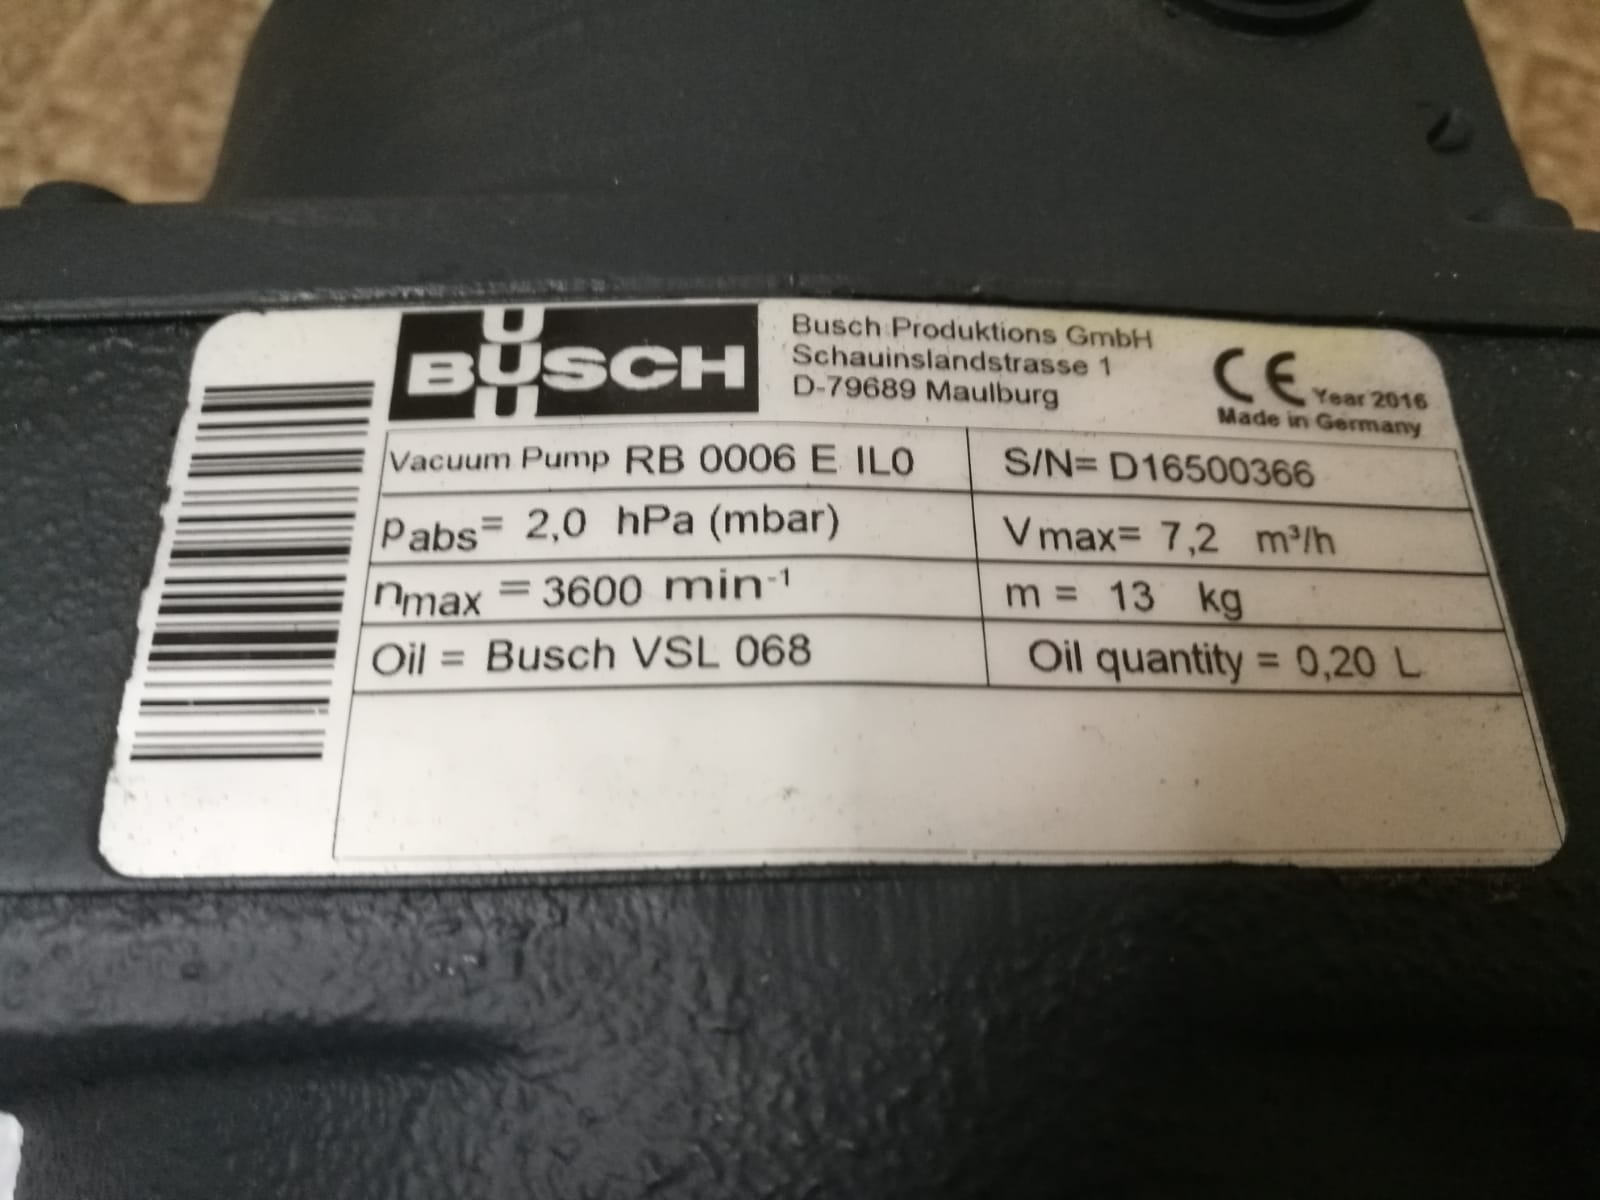 BUSCH
Busch Produktions GmbH
Schauinslandstrasse 1
D-79689 Maulburg
CE Year 2016
Made in Germany
Vacuum Pump RB 0006 E IL0 S/N= D16500366
Pabs= 2,0 hPa (mbar) Vmax= 7,2 m³/h
nmax = 3600 min⁻¹ m = 13 kg
Oil = Busch VSL 068 Oil quantity = 0,20 L